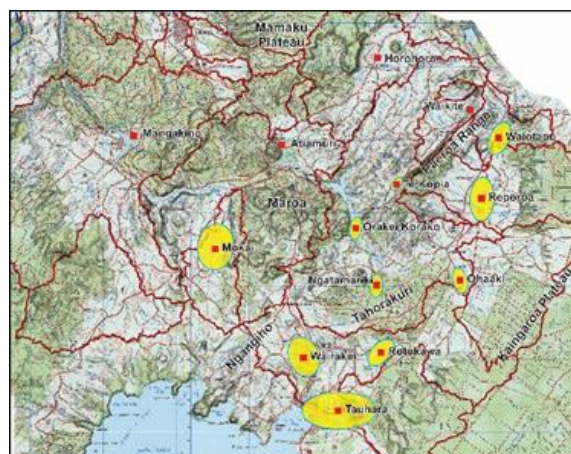 Mamaku
Plateau
Horohoro
Waikite
Mangakino
Atiamuri
Paeroa Range
Waiotapu
Te Kopia
Reporoa
Maroa
Orakei Korako
Mokai
Ngatamariki
Ohaaki
Tahorakuri
Kaingaroa Plateau
Ngangiho
Wairakei
Rotokawa
Tauhara